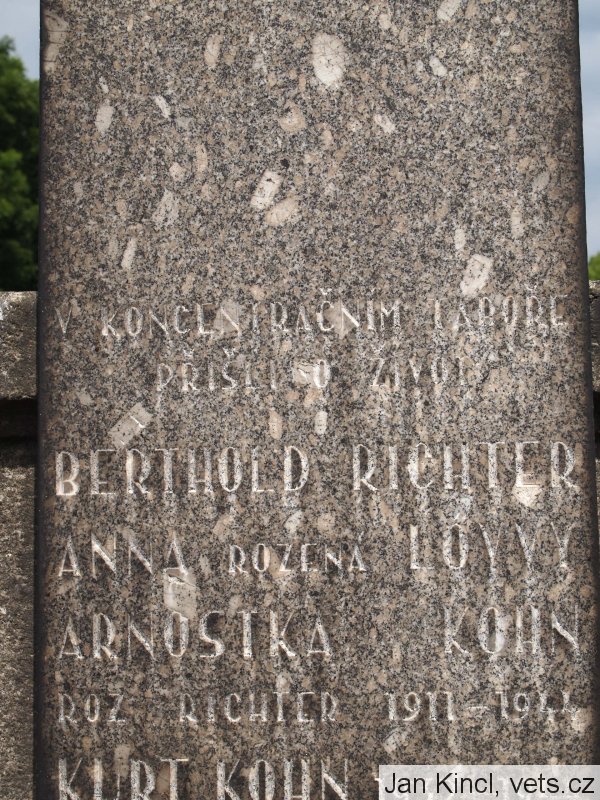 V KONCENTRAČNÍM TÁBOŘE
PŘIŠLI O ŽIVOT
BERTHOLD RICHTER
ANNA ROZENÁ LÖVVY
ARNOŠTKA KOHN
ROZ RICHTER 1911–1944
KURT KOHN
Jan Kincl, vets.cz